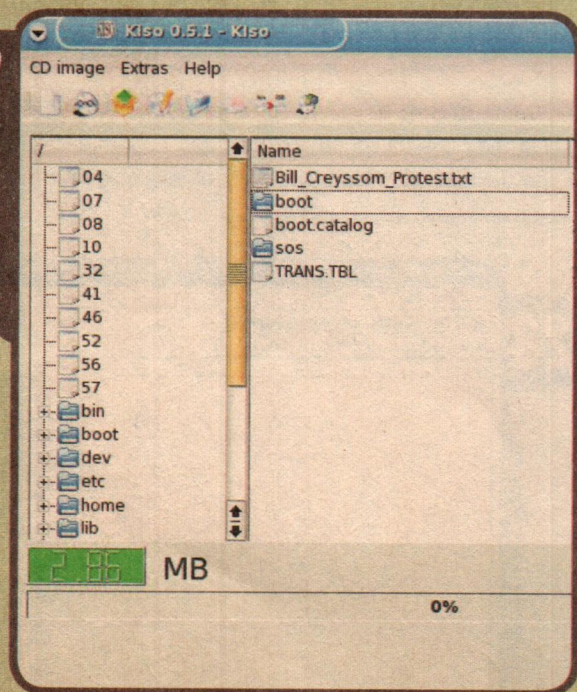 Kiso 0.5.1 - Kiso
CD image Extras Help
/
04
07
08
10
32
41
46
52
56
57
bin
boot
dev
etc
home
lib
Name
Bill_Creyssom_Protest.txt
boot
boot.catalog
sos
TRANS.TBL
2.86 MB
0%